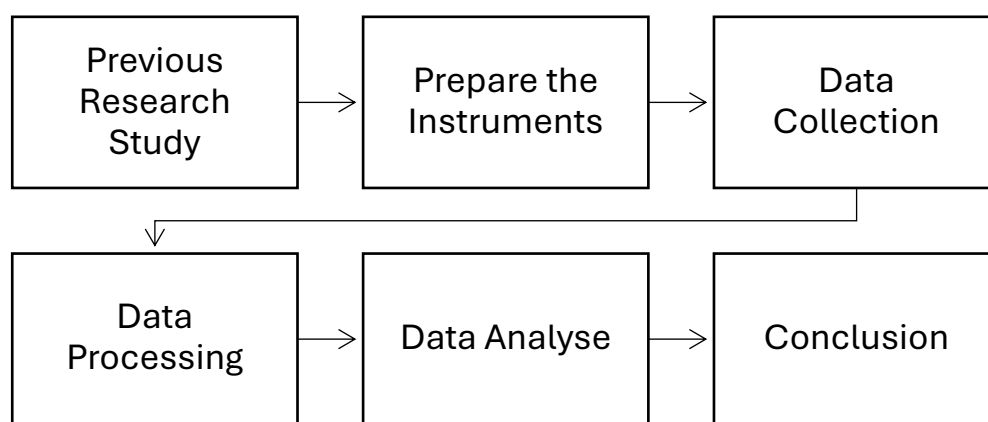 Previous
Research
Study
Prepare the
Instruments
Data
Collection
Data
Processing
Data Analyse
Conclusion